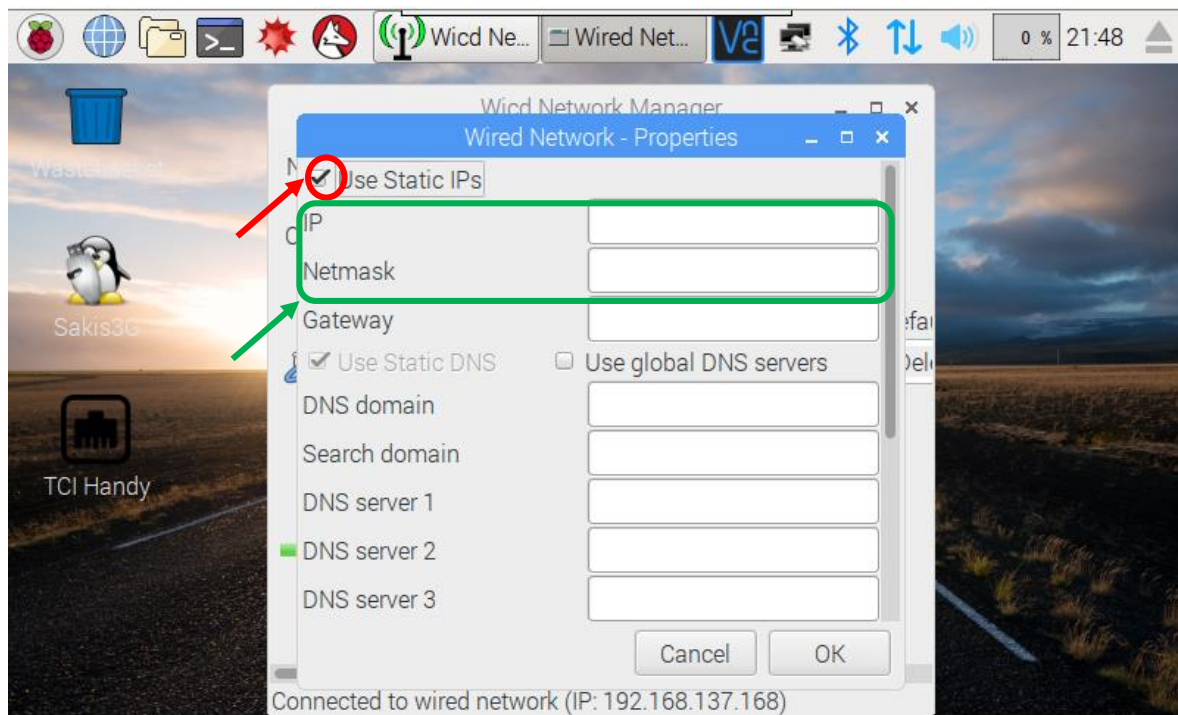 Wicd Ne...
Wired Net...
0 %
21:48
Wicd Network Manager
Wired Network - Properties
Wastebasket
Use Static IPs
IP
Netmask
Sakis3G
Gateway
Use Static DNS
Use global DNS servers
DNS domain
Search domain
TCI Handy
DNS server 1
DNS server 2
DNS server 3
Cancel
OK
Connected to wired network (IP: 192.168.137.168)